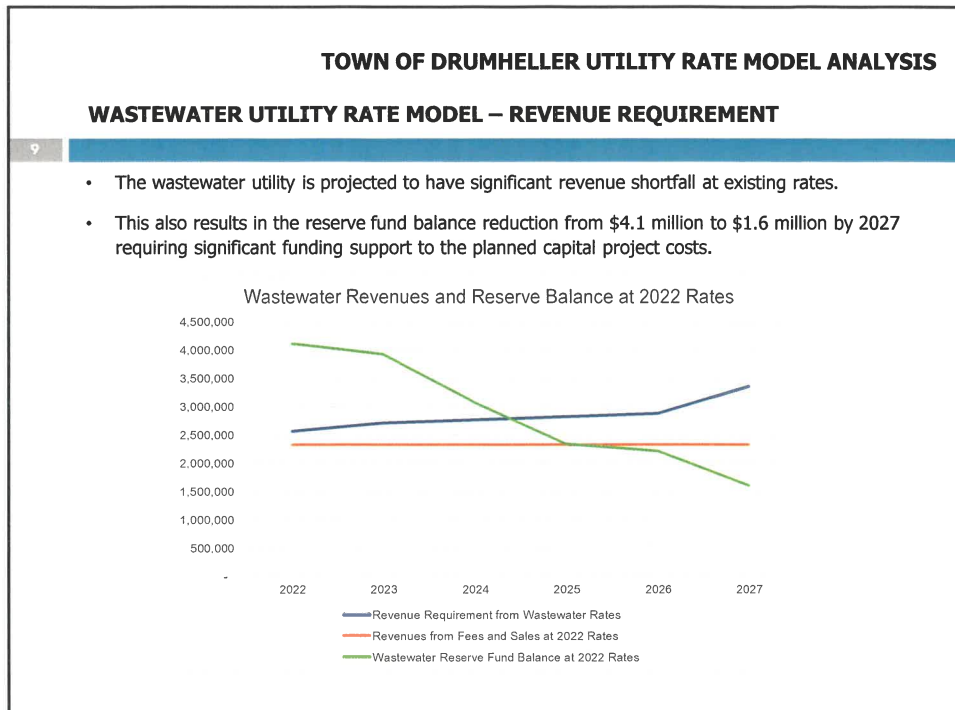 TOWN OF DRUMHELLER UTILITY RATE MODEL ANALYSIS
WASTEWATER UTILITY RATE MODEL – REVENUE REQUIREMENT
9
• The wastewater utility is projected to have significant revenue shortfall at existing rates.
• This also results in the reserve fund balance reduction from $4.1 million to $1.6 million by 2027
requiring significant funding support to the planned capital project costs.
Wastewater Revenues and Reserve Balance at 2022 Rates
4,500,000
4,000,000
3,500,000
3,000,000
2,500,000
2,000,000
1,500,000
1,000,000
500,000
-
2022 2023 2024 2025 2026 2027
Revenue Requirement from Wastewater Rates
Revenues from Fees and Sales at 2022 Rates
Wastewater Reserve Fund Balance at 2022 Rates